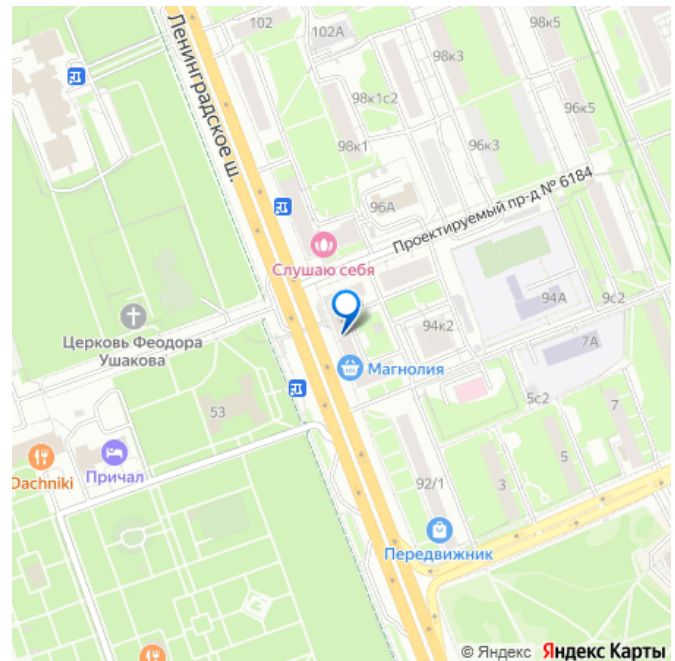 102
102А
98к5
98к3
Ленинградское ш.
98к1с2
98к1
96к5
96к3
Проектируемый пр-д № 6184
96А
Слушаю себя
94А
9с2
Церковь Феодора
Ушакова
94к2
7А
Магнолия
5с2
53
7
Dachniki
Причал
92/1
3
5
Передвижник
© Яндекс Яндекс Карты